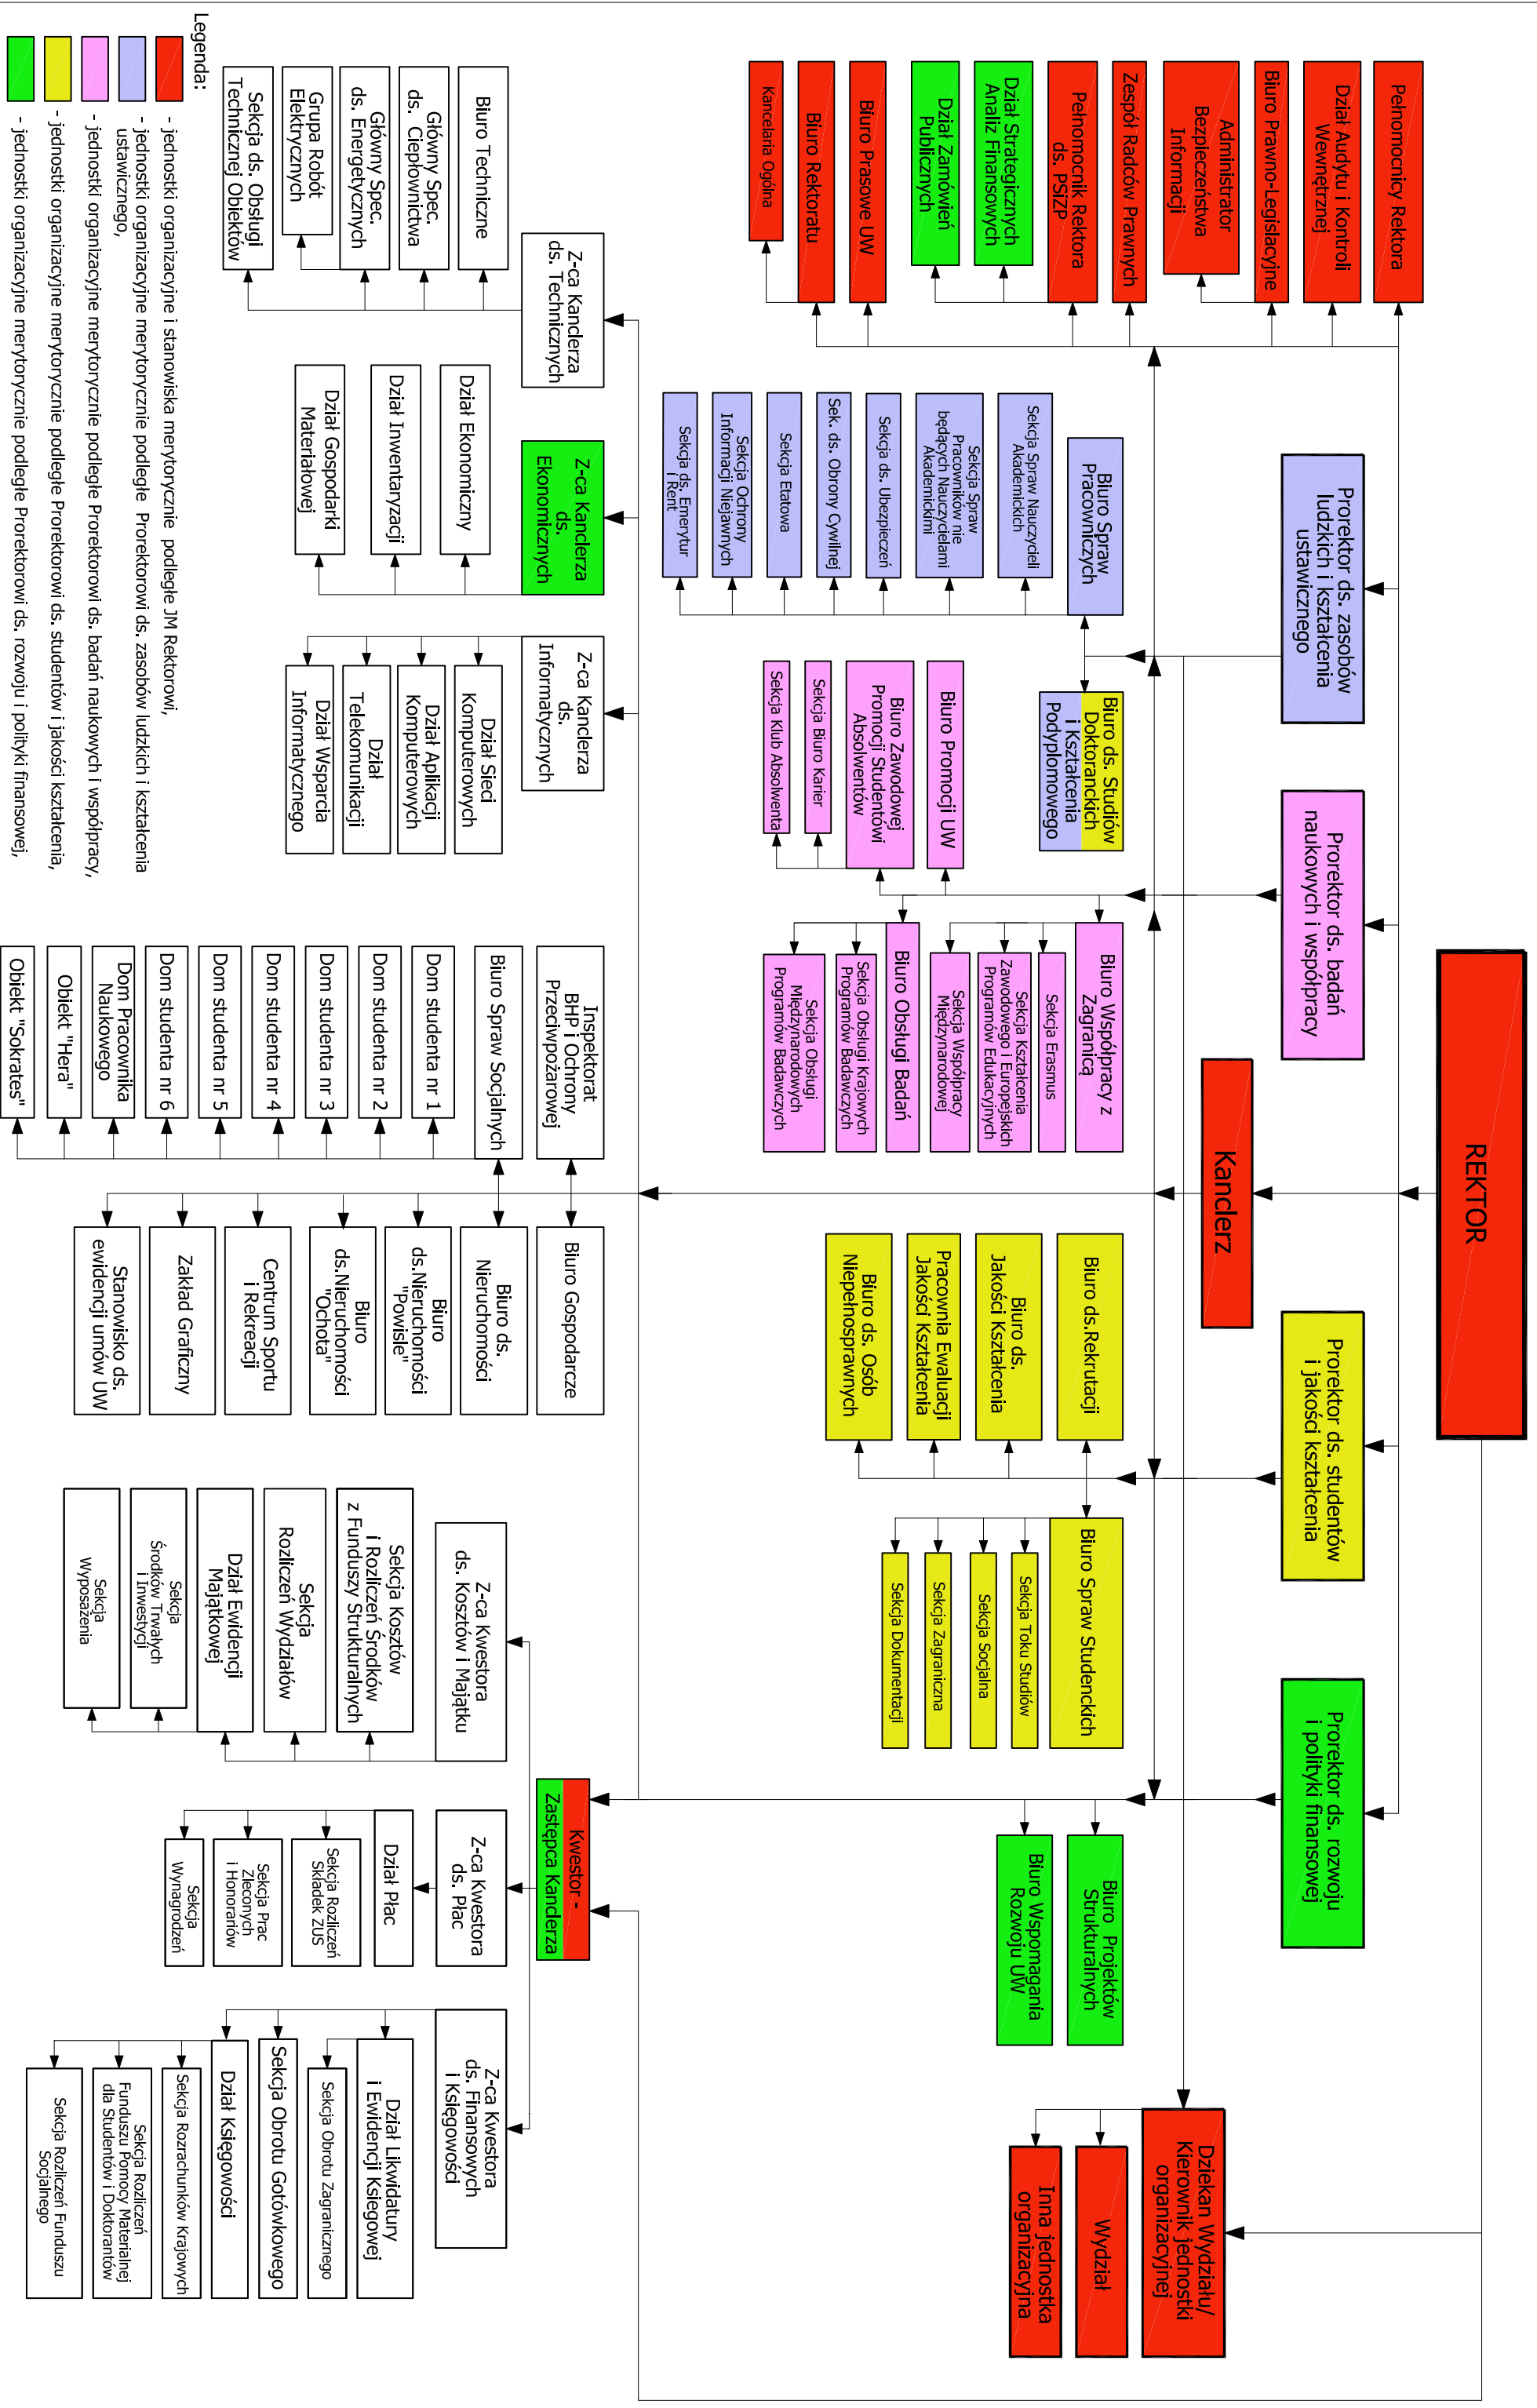 REKTOR
Prorektor ds. zasobów
ludzkich i kształcenia
ustawicznego
Prorektor ds. badań
naukowych i współpracy
Prorektor ds. studentów
i jakości kształcenia
Prorektor ds. rozwoju
i polityki finansowej
Kanclerz
Dziekan Wydziału/
Kierownik jednostki
organizacyjnej
Wydział
Inna jednostka
organizacyjna
Pełnomocnicy Rektora
Dział Audytu i Kontroli
Wewnętrznej
Biuro Prawno-Legislacyjne
Administrator
Bezpieczeństwa
Informacji
Zespół Radców Prawnych
Pełnomocnik Rektora
ds. PSiZP
Dział Strategicznych
Analiz Finansowych
Dział Zamówień
Publicznych
Biuro Prasowe UW
Biuro Rektoratu
Kancelaria Ogólna
Biuro Spraw
Pracowniczych
Sekcja Spraw Nauczycieli
Akademickich
Sekcja Spraw
Pracowników nie
będących Nauczycielami
Akademickimi
Sekcja ds. Ubezpieczeń
Sek. ds. Obrony Cywilnej
Sekcja Etatowa
Sekcja Ochrony
Informacji Niejawnych
Sekcja ds. Emerytur
i Rent
Biuro ds. Studiów
Doktoranckich
i Kształcenia
Podyplomowego
Biuro Promocji UW
Biuro Zawodowej
Promocji Studentówi
Absolwentów
Sekcja Biuro Karier
Sekcja Klub Absolwenta
Biuro Współpracy z
Zagranicą
Sekcja Erasmus
Sekcja Kształcenia
Zawodowego i Europejskich
Programów Edukacyjnych
Sekcja Współpracy
Międzynarodowej
Biuro Obsługi Badań
Sekcja Obsługi Krajowych
Programów Badawczych
Sekcja Obsługi
Międzynarodowych
Programów Badawczych
Biuro ds.Rekrutacji
Biuro ds.
Jakości Kształcenia
Pracownia Ewaluacji
Jakości Kształcenia
Biuro ds. Osób
Niepełnosprawnych
Biuro Spraw Studenckich
Sekcja Toku Studiów
Sekcja Socjalna
Sekcja Zagraniczna
Sekcja Dokumentacji
Biuro Projektów
Strukturalnych
Biuro Wspomagania
Rozwoju UW
Z-ca Kanclerza
ds. Technicznych
Biuro Techniczne
Główny Spec.
ds. Ciepłownictwa
Główny Spec.
ds. Energetycznych
Grupa Robót
Elektrycznych
Sekcja ds. Obsługi
Technicznej Obiektów
Z-ca Kanclerza
ds.
Ekonomicznych
Dział Ekonomiczny
Dział Inwentaryzacji
Dział Gospodarki
Materiałowej
Z-ca Kanclerza
ds.
Informatycznych
Dział Sieci
Komputerowych
Dział Aplikacji
Komputerowych
Dział
Telekomunikacji
Dział Wsparcia
Informatycznego
Inspektorat
BHP i Ochrony
Przeciwpożarowej
Biuro Spraw Socjalnych
Dom studenta nr 1
Dom studenta nr 2
Dom studenta nr 3
Dom studenta nr 4
Dom studenta nr 5
Dom studenta nr 6
Dom Pracownika
Naukowego
Obiekt "Hera"
Obiekt "Sokrates"
Biuro Gospodarcze
Biuro ds.
Nieruchomości
Biuro
ds.Nieruchomości
"Powiśle"
Biuro
ds.Nieruchomości
"Ochota"
Centrum Sportu
i Rekreacji
Zakład Graficzny
Stanowisko ds.
ewidencji umów UW
Kwestor -
Zastępca Kanclerza
Z-ca Kwestora
ds. Kosztów i Majątku
Sekcja Kosztów
i Rozliczeń Środków
z Funduszy Strukturalnych
Sekcja
Rozliczeń Wydziałów
Dział Ewidencji
Majątkowej
Sekcja
Środków Trwałych
i Inwestycji
Sekcja
Wyposażenia
Z-ca Kwestora
ds. Płac
Dział Płac
Sekcja Rozliczeń
Składek ZUS
Sekcja Prac
Zleconych
i Honorariów
Sekcja
Wynagrodzeń
Z-ca Kwestora
ds. Finansowych
i Księgowości
Dział Likwidatury
i Ewidencji Księgowej
Sekcja Obrotu Zagranicznego
Sekcja Obrotu Gotówkowego
Dział Księgowości
Sekcja Rozrachunków Krajowych
Sekcja Rozliczeń
Funduszu Pomocy Materialnej
dla Studentów i Doktorantów
Sekcja Rozliczeń Funduszu
Socjalnego
Legenda:
- jednostki organizacyjne i stanowiska merytorycznie podległe JM Rektorowi,
- jednostki organizacyjne merytorycznie podległe Prorektorowi ds. zasobów ludzkich i kształcenia
ustawicznego,
- jednostki organizacyjne merytorycznie podległe Prorektorowi ds. badań naukowych i współpracy,
- jednostki organizacyjne merytorycznie podległe Prorektorowi ds. studentów i jakości kształcenia,
- jednostki organizacyjne merytorycznie podległe Prorektorowi ds. rozwoju i polityki finansowej,